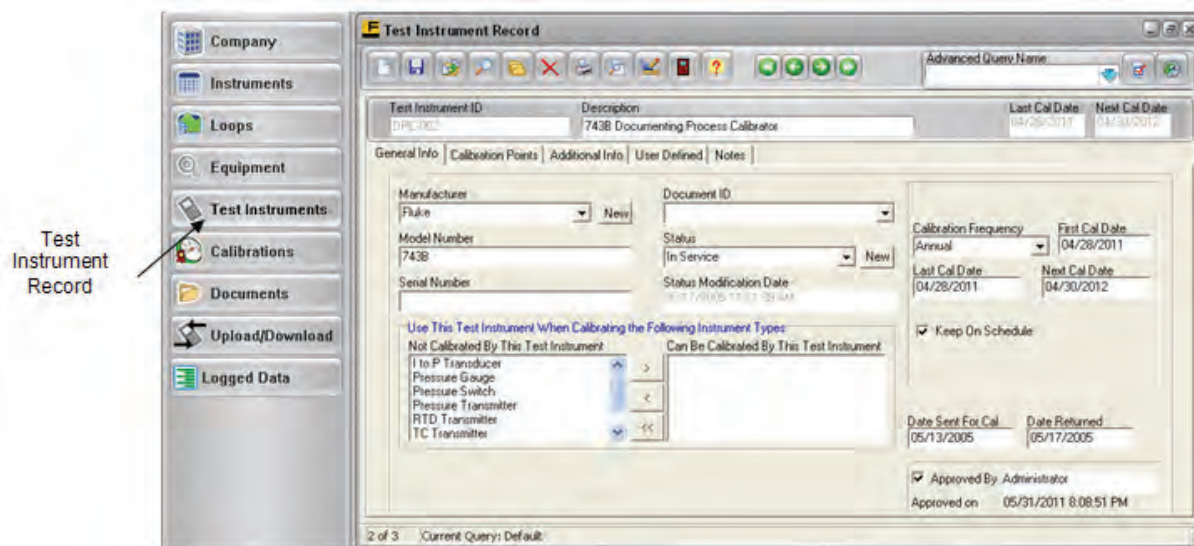 Test
Instrument
Record
Company
Instruments
Loops
Equipment
Test Instruments
Calibrations
Documents
Upload/Download
Logged Data
Test Instrument Record
Advanced Query Name
Test Instrument ID Description Last Cal Date Next Cal Date
743B Documenting Process Calibrator 04/28/2011 04/30/2012
General Info Calibration Points Additional Info User Defined Notes
Manufacturer Document ID
Fluke New
Model Number Status
743B In Service New
Serial Number Status Modification Date
Calibration Frequency First Cal Date
Annual 04/28/2011
Last Cal Date Next Cal Date
04/28/2011 04/30/2012
Keep On Schedule
Use This Test Instrument When Calibrating the Following Instrument Types
Not Calibrated By This Test Instrument Can Be Calibrated By This Test Instrument
I to P Transducer
Pressure Gauge
Pressure Switch
Pressure Transmitter
RTD Transmitter
TC Transmitter
>
<
<<
Date Sent For Cal Date Returned
05/13/2005 05/17/2005
Approved By Administrator
Approved on 05/31/2011 8:08:51 PM
2 of 3 Current Query: Default